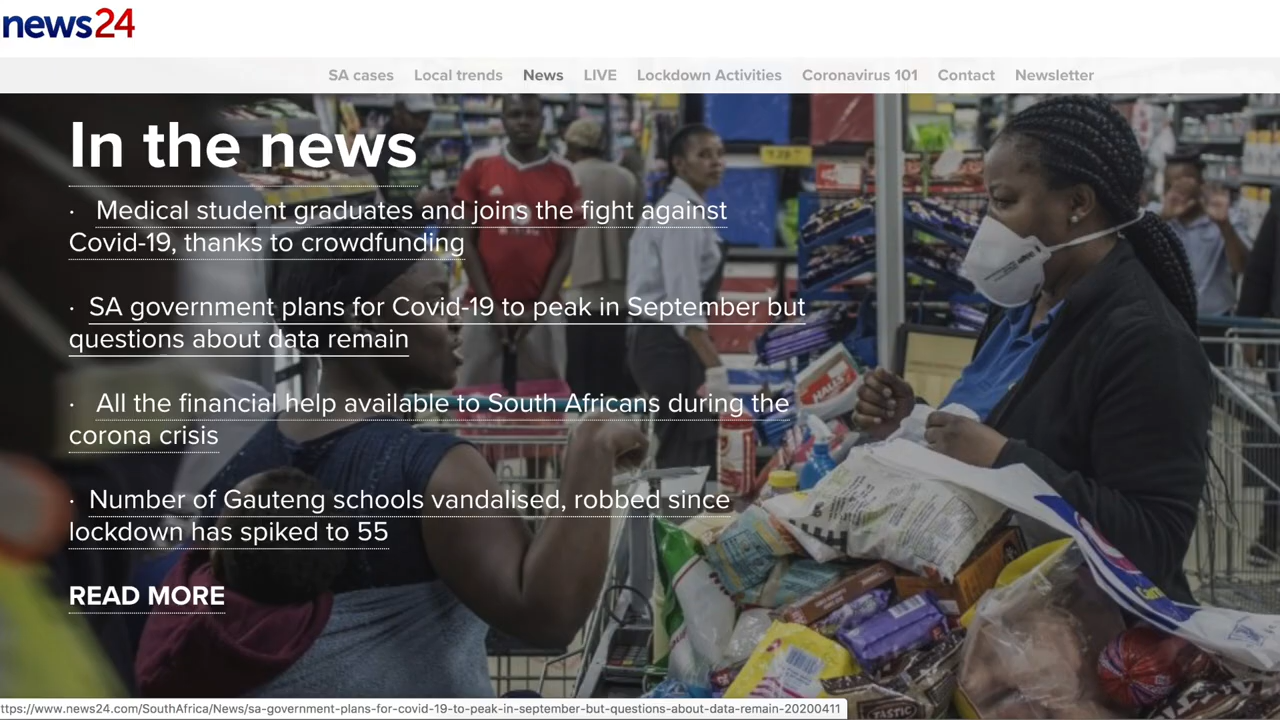 news24
SA cases Local trends News LIVE Lockdown Activities Coronavirus 101 Contact Newsletter
In the news
· Medical student graduates and joins the fight against
Covid-19, thanks to crowdfunding
· SA government plans for Covid-19 to peak in September but
questions about data remain
· All the financial help available to South Africans during the
corona crisis
· Number of Gauteng schools vandalised, robbed since
lockdown has spiked to 55
READ MORE
HALLS
TASTIC
ttps://www.news24.com/SouthAfrica/News/sa-government-plans-for-covid-19-to-peak-in-september-but-questions-about-data-remain-20200411